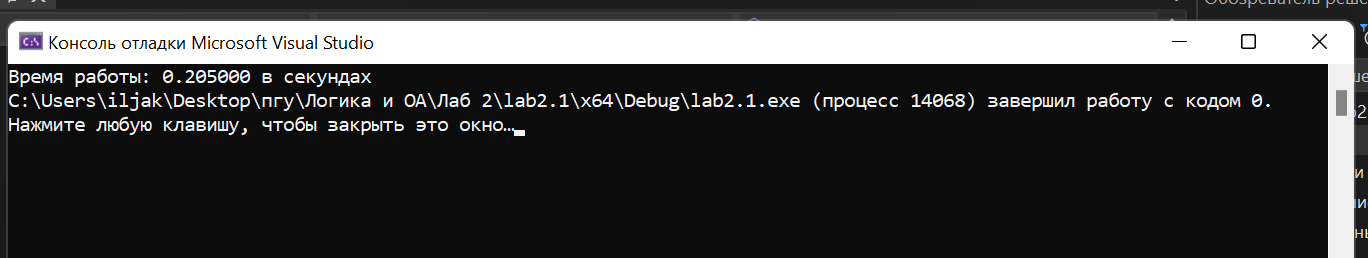 Обозреватель реше
Консоль отладки Microsoft Visual Studio
Время работы: 0.205000 в секундах
C:\Users\iljak\Desktop\пгу\Логика и ОА\Лаб 2\lab2.1\x64\Debug\lab2.1.exe (процесс 14068) завершил работу с кодом 0.
Нажмите любую клавишу, чтобы закрыть это окно…